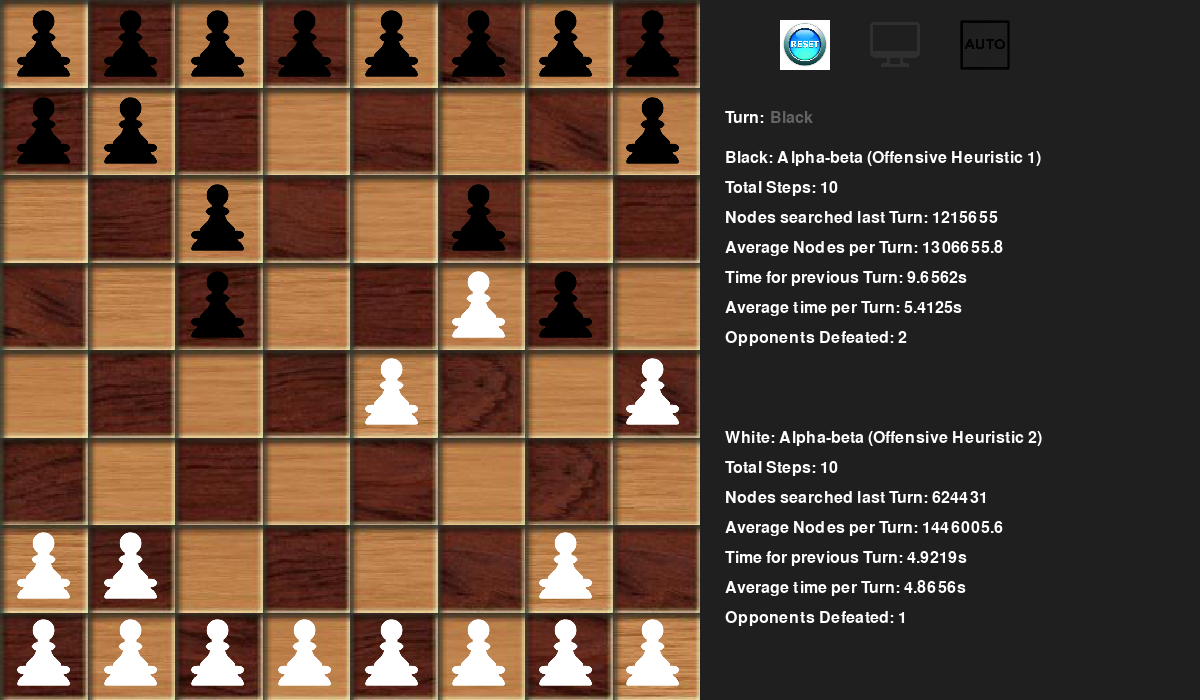 RESET
AUTO
Turn: Black
Black: Alpha-beta (Offensive Heuristic 1)
Total Steps: 10
Nodes searched last Turn: 1215655
Average Nodes per Turn: 1306655.8
Time for previous Turn: 9.6562s
Average time per Turn: 5.4125s
Opponents Defeated: 2
White: Alpha-beta (Offensive Heuristic 2)
Total Steps: 10
Nodes searched last Turn: 624431
Average Nodes per Turn: 1446005.6
Time for previous Turn: 4.9219s
Average time per Turn: 4.8656s
Opponents Defeated: 1